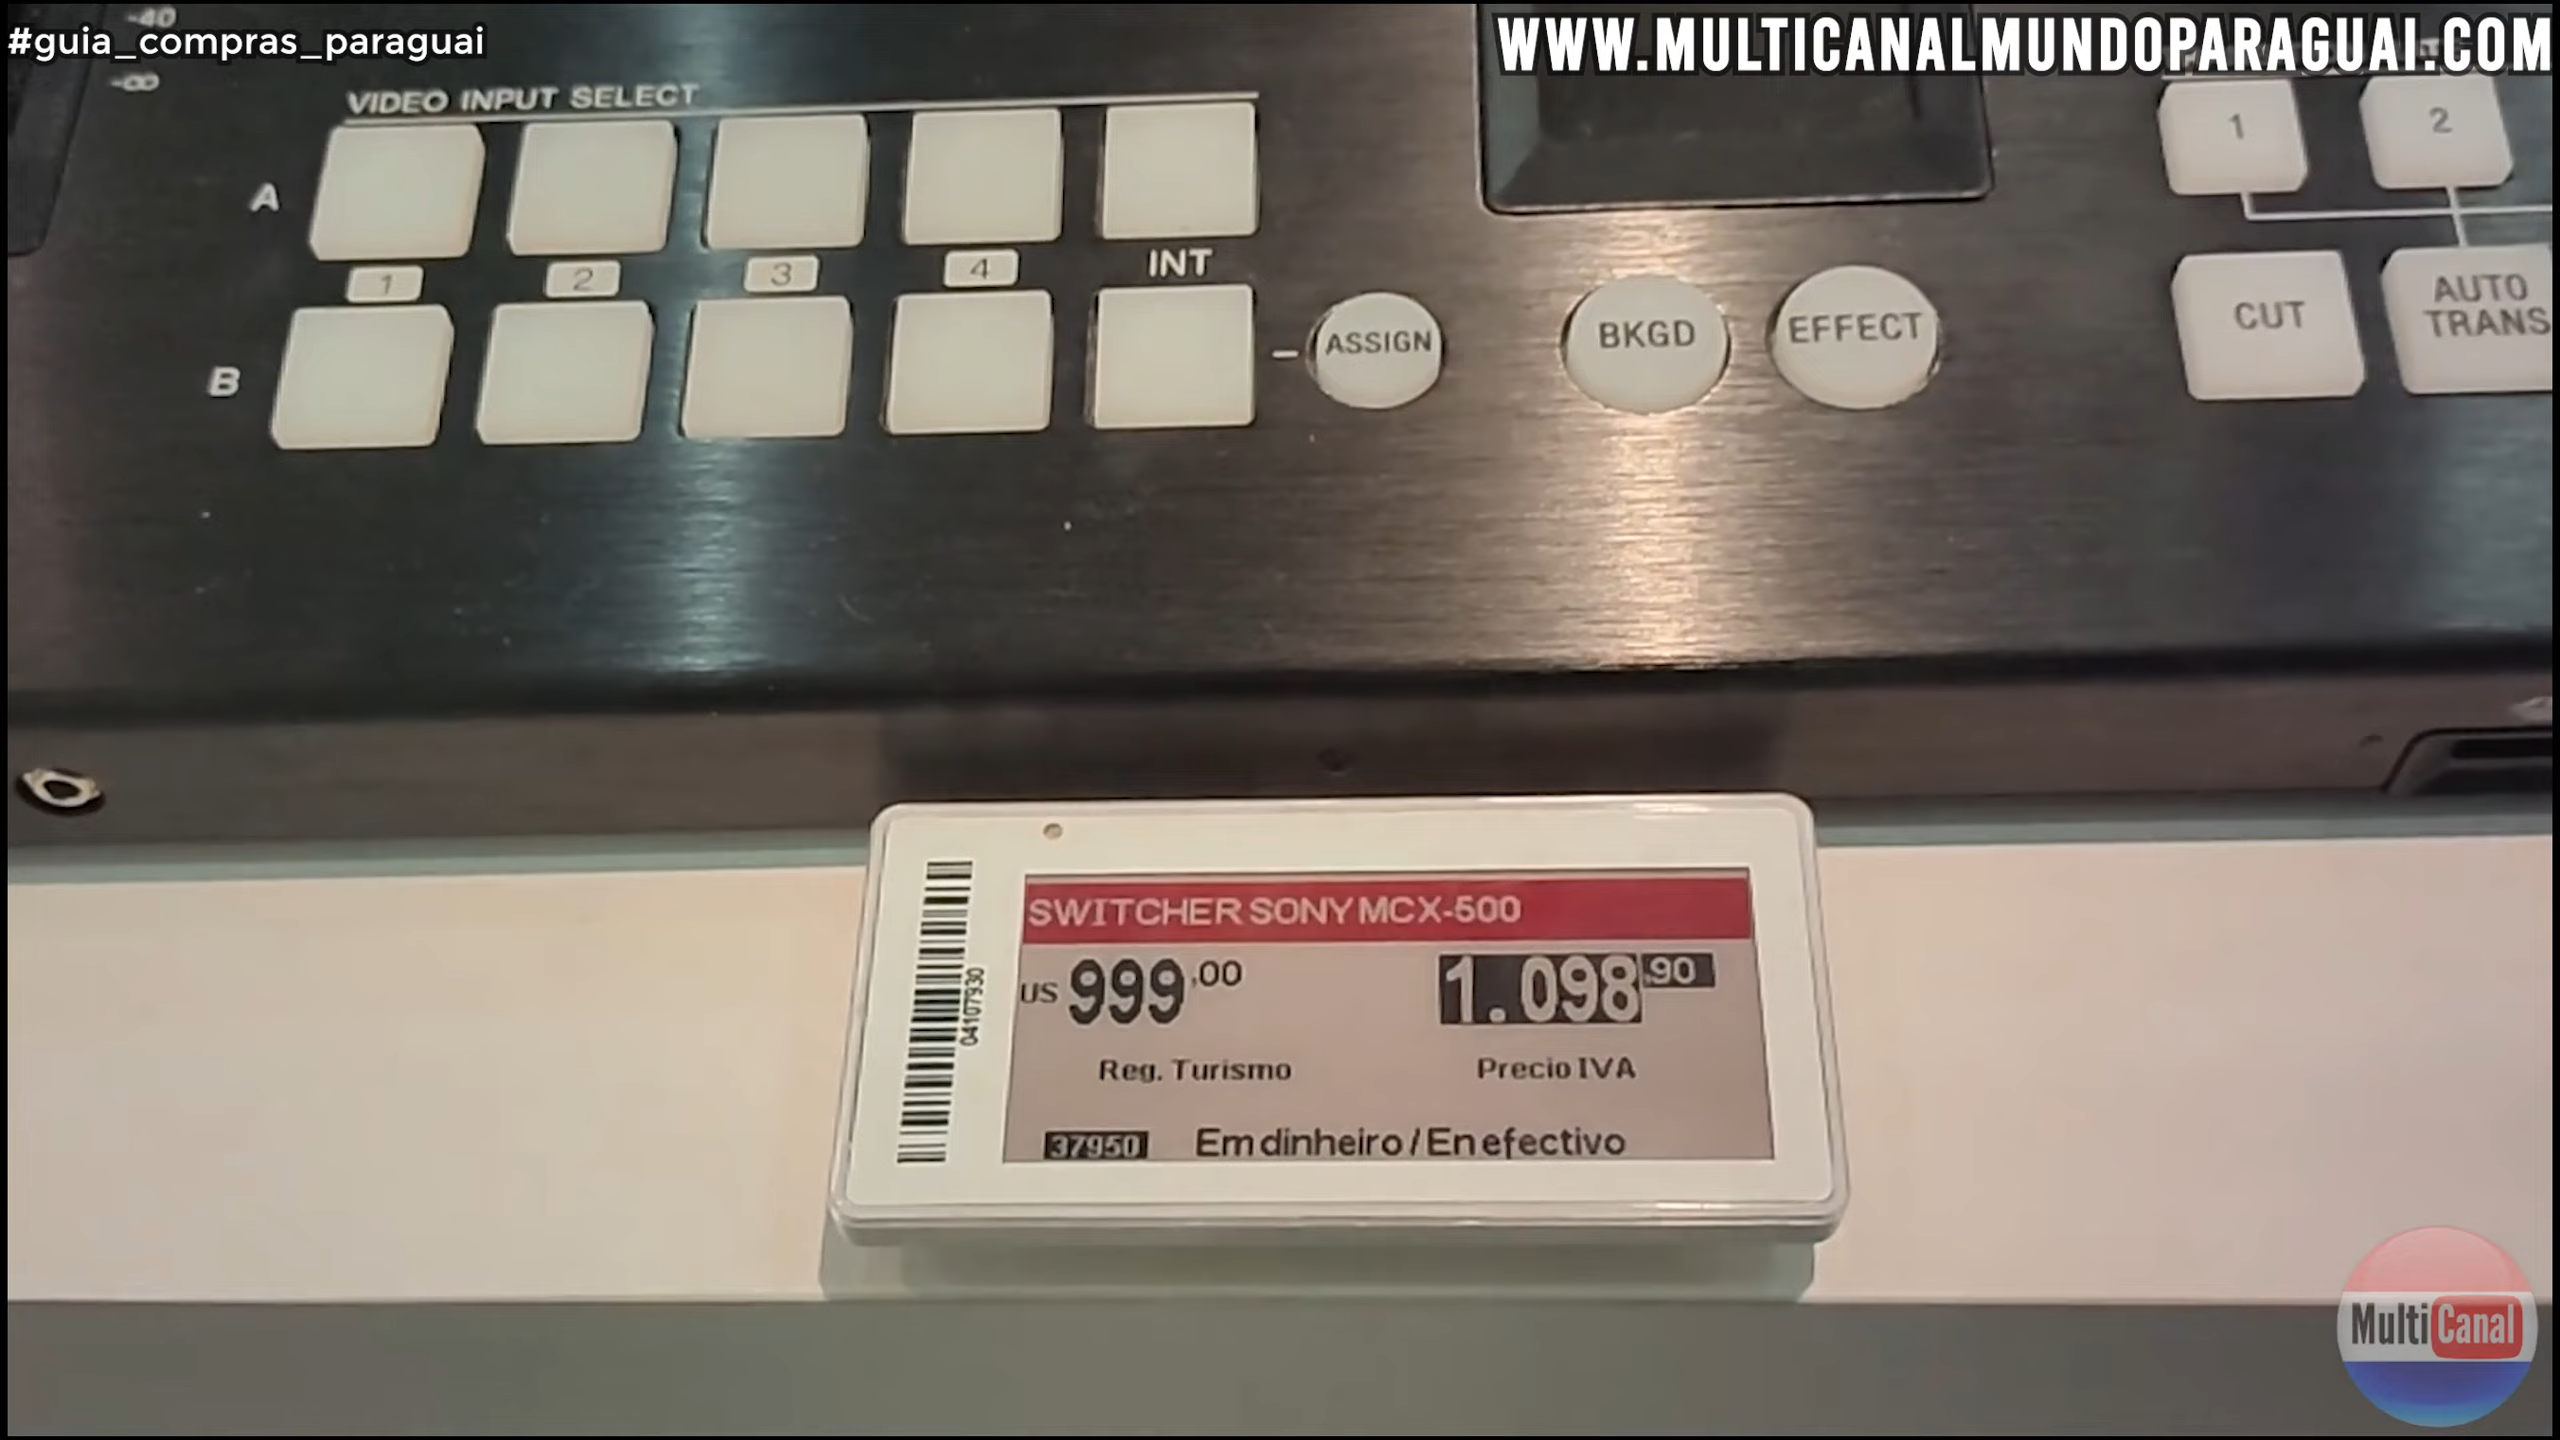 #guia_compras_paraguai
WWW.MULTICANALMUNDOPARAGUAI.COM
-40
-∞
VIDEO INPUT SELECT
A
1 2 3 4 INT
B
ASSIGN
BKGD
EFFECT
1
2
CUT
AUTO
TRANS
SWITCHER SONY MCX-500
US 999,00
1.098,90
Reg. Turismo
Precio IVA
37950
Em dinheiro / En efectivo
04107930
MultiCanal